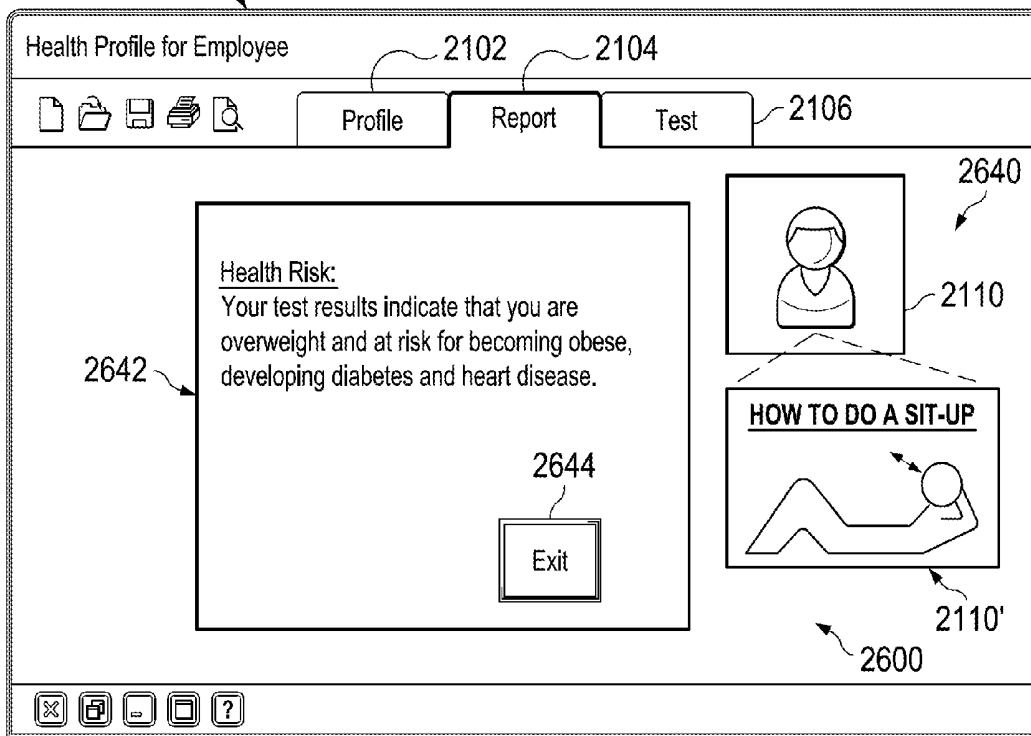 Health Profile for Employee
2102
2104
Profile
Report
Test
2106
2640
2110
Health Risk:
Your test results indicate that you are
overweight and at risk for becoming obese,
developing diabetes and heart disease.
2642
HOW TO DO A SIT-UP
2644
Exit
2110'
2600
?